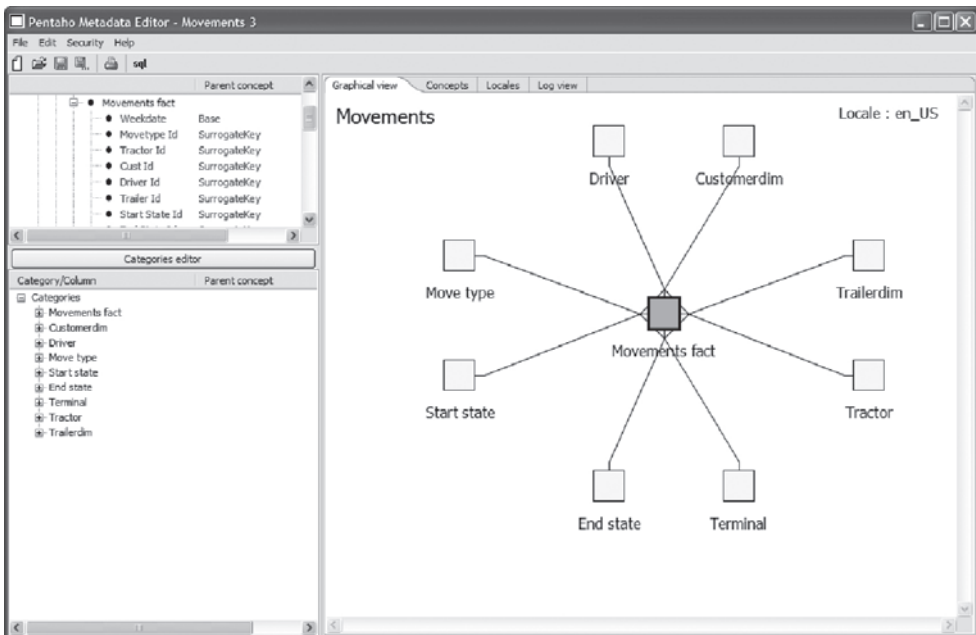 Pentaho Metadata Editor - Movements 3
File Edit Security Help
sql
Parent concept
Movements fact
Weekdate Base
Movetype Id SurrogateKey
Tractor Id SurrogateKey
Cust Id SurrogateKey
Driver Id SurrogateKey
Trailer Id SurrogateKey
Start State Id SurrogateKey
Categories editor
Category/Column Parent concept
Categories
Movements fact
Customerdim
Driver
Move type
Start state
End state
Terminal
Tractor
Trailerdim
Graphical view Concepts Locales Log view
Movements
Locale : en_US
Driver Customerdim
Move type Trailerdim
Movements fact
Start state Tractor
End state Terminal